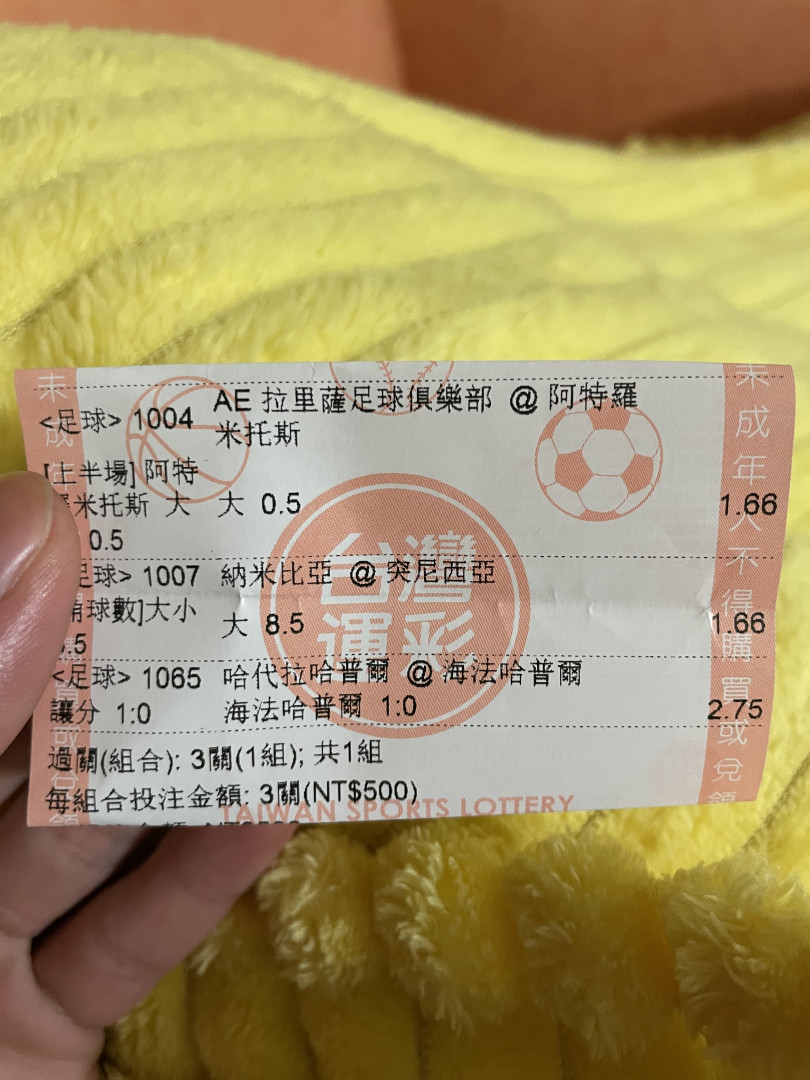 <足球> 1004 AE 拉里薩足球俱樂部 @ 阿特羅
米托斯
[上半場] 阿特
米托斯 大 大 0.5 1.66
0.5
足球> 1007 納米比亞 @ 突尼西亞
角球數]大小 大 8.5 1.66
.5
<足球> 1065 哈代拉哈普爾 @ 海法哈普爾
讓分 1:0 海法哈普爾 1:0 2.75
過關(組合): 3關(1組); 共1組
每組合投注金額: 3關(NT$500)
台灣
運彩
TAIWAN SPORTS LOTTERY
未成年人不得購買或兌領